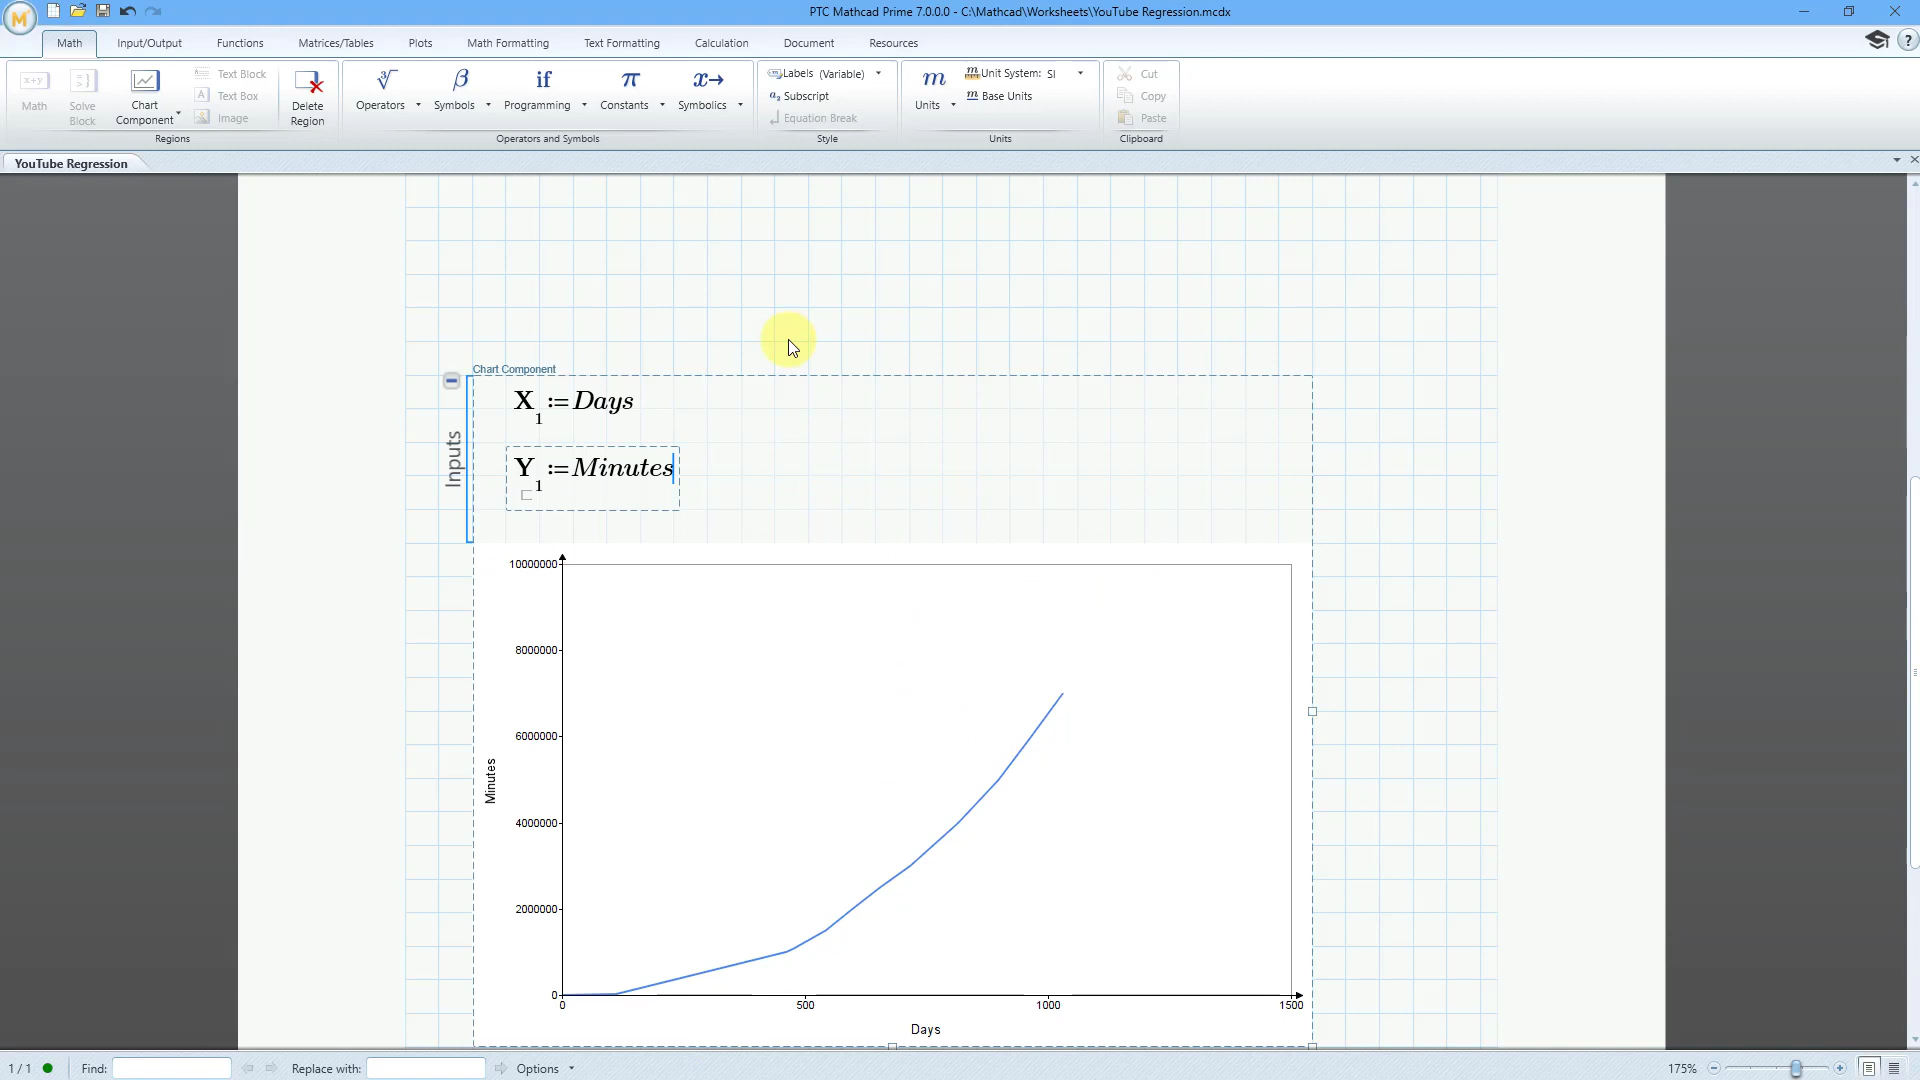 PTC Mathcad Prime 7.0.0.0 - C:\Mathcad\Worksheets\YouTube Regression.mcdx
Math Input/Output Functions Matrices/Tables Plots Math Formatting Text Formatting Calculation Document Resources
Math
Solve Block
Chart Component
Text Block
Text Box
Image
Delete Region
Regions
Operators
Symbols
if
Programming
π
Constants
Symbolics
Operators and Symbols
Labels (Variable)
Subscript
Equation Break
Style
Units
Unit System: SI
Base Units
Units
Cut
Copy
Paste
Clipboard
YouTube Regression
Chart Component
Inputs
X₁ := Days
Y₁ := Minutes
10000000
8000000
6000000
4000000
2000000
0
Minutes
0 500 1000 1500
Days
1 / 1 Find: Replace with: Options 175%